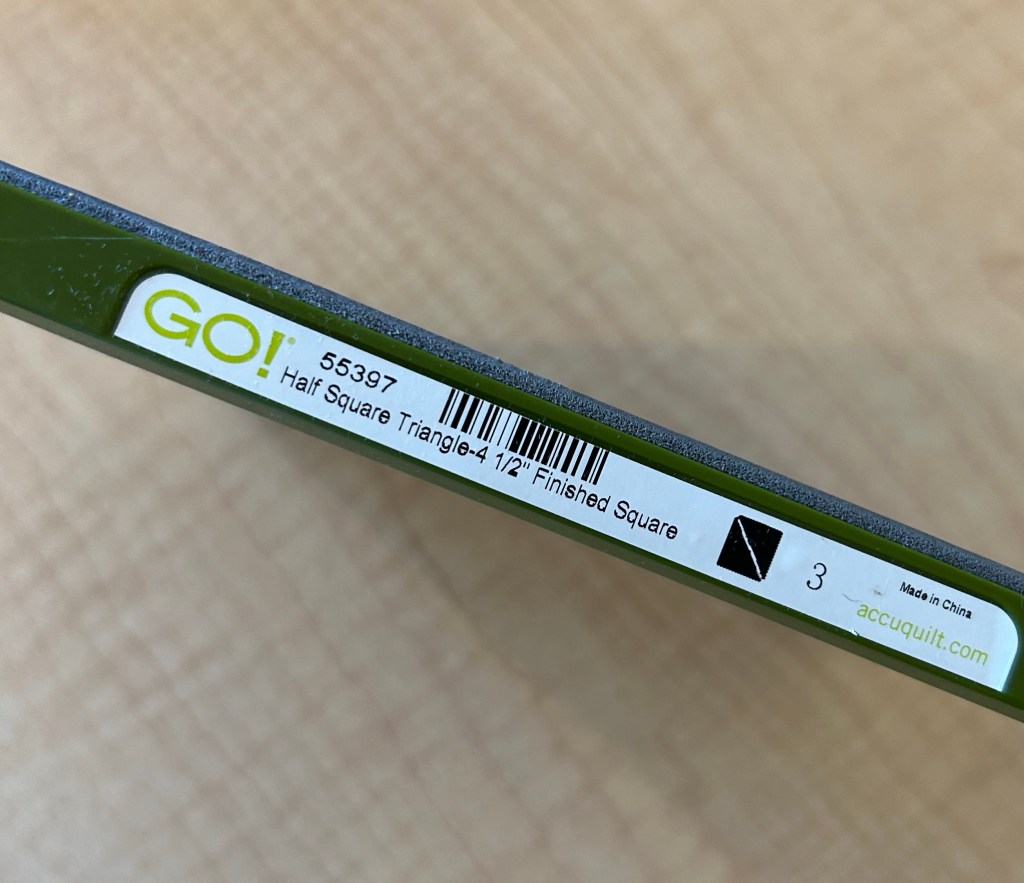 GO!®
55397
Half Square Triangle-4 1/2" Finished Square
3
Made in China
accuquilt.com